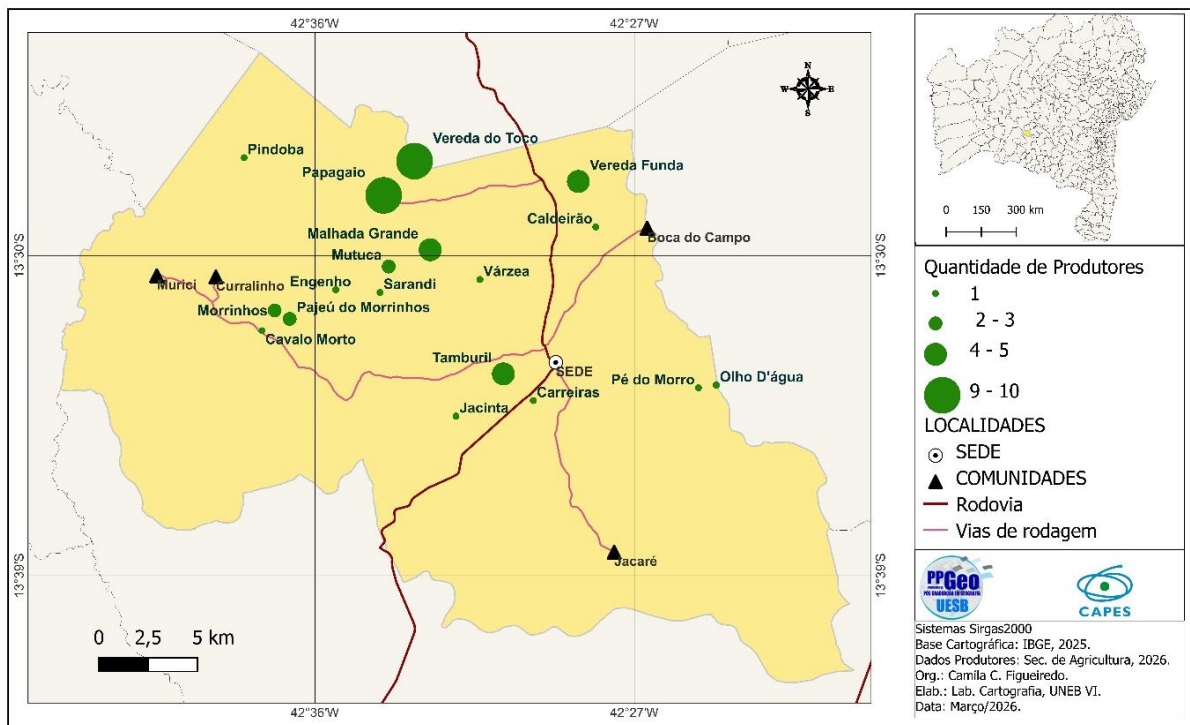 42°36'W
42°27'W
N
W
E
S
Vereda do Toco
Pindoba
Papagaio
Vereda Funda
Caldeirão
Malhada Grande
Boca do Campo
13°30'S
13°30'S
Mutuca
Várzea
Murici
Curralinho
Engenho
Sarandi
Morrinhos
Pajeú do Morrinhos
Cavalo Morto
Tamburil
SEDE
Pé do Morro
Olho D'água
Carreiras
Jacinta
Jacaré
13°39'S
13°39'S
0 2,5 5 km
42°36'W
42°27'W
0 150 300 km
Quantidade de Produtores
1
2 - 3
4 - 5
9 - 10
LOCALIDADES
SEDE
COMUNIDADES
Rodovia
Vias de rodagem
PPGeo
PÓS GRADUAÇÃO EM GEOGRAFIA
UESB
CAPES
Sistemas Sirgas2000
Base Cartográfica: IBGE, 2025.
Dados Produtores: Sec. de Agricultura, 2026.
Org.: Camila C. Figueiredo.
Elab.: Lab. Cartografia, UNEB VI.
Data: Março/2026.